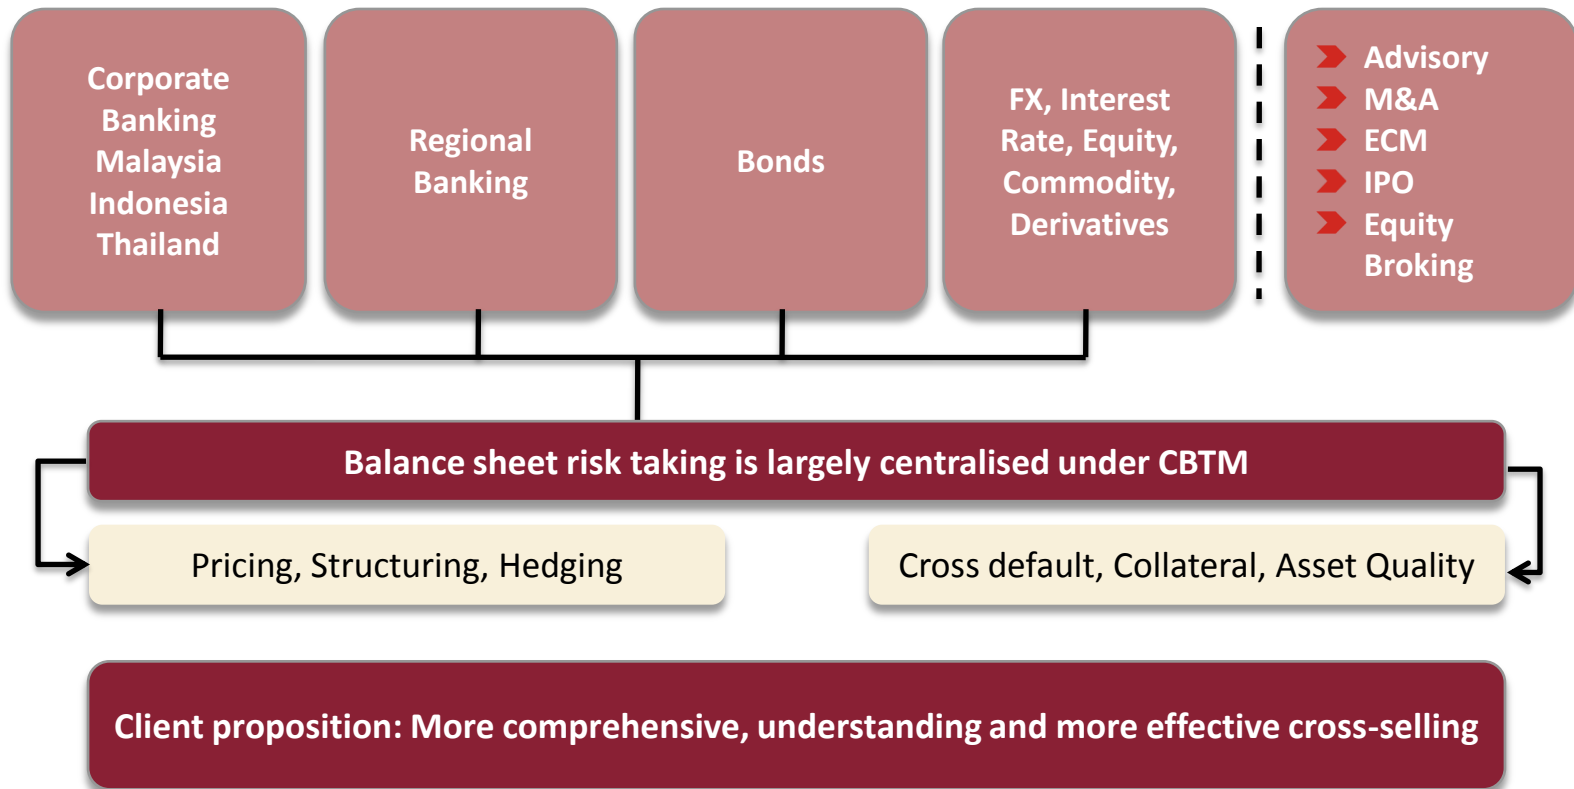 Corporate
Banking
Malaysia
Indonesia
Thailand
Regional
Banking
Bonds
FX, Interest
Rate, Equity,
Commodity,
Derivatives
Advisory
M&A
ECM
IPO
Equity
Broking
Balance sheet risk taking is largely centralised under CBTM
Pricing, Structuring, Hedging
Cross default, Collateral, Asset Quality
Client proposition: More comprehensive, understanding and more effective cross-selling